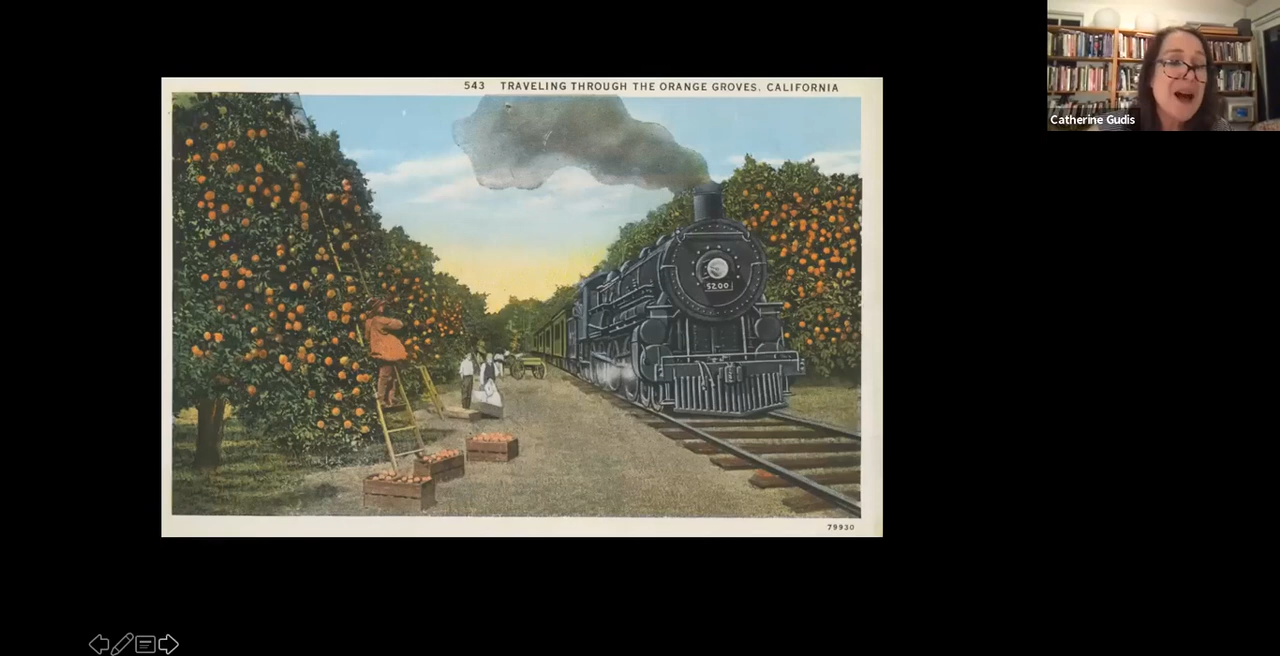 543 TRAVELING THROUGH THE ORANGE GROVES, CALIFORNIA
5200
79930
Catherine Gudis